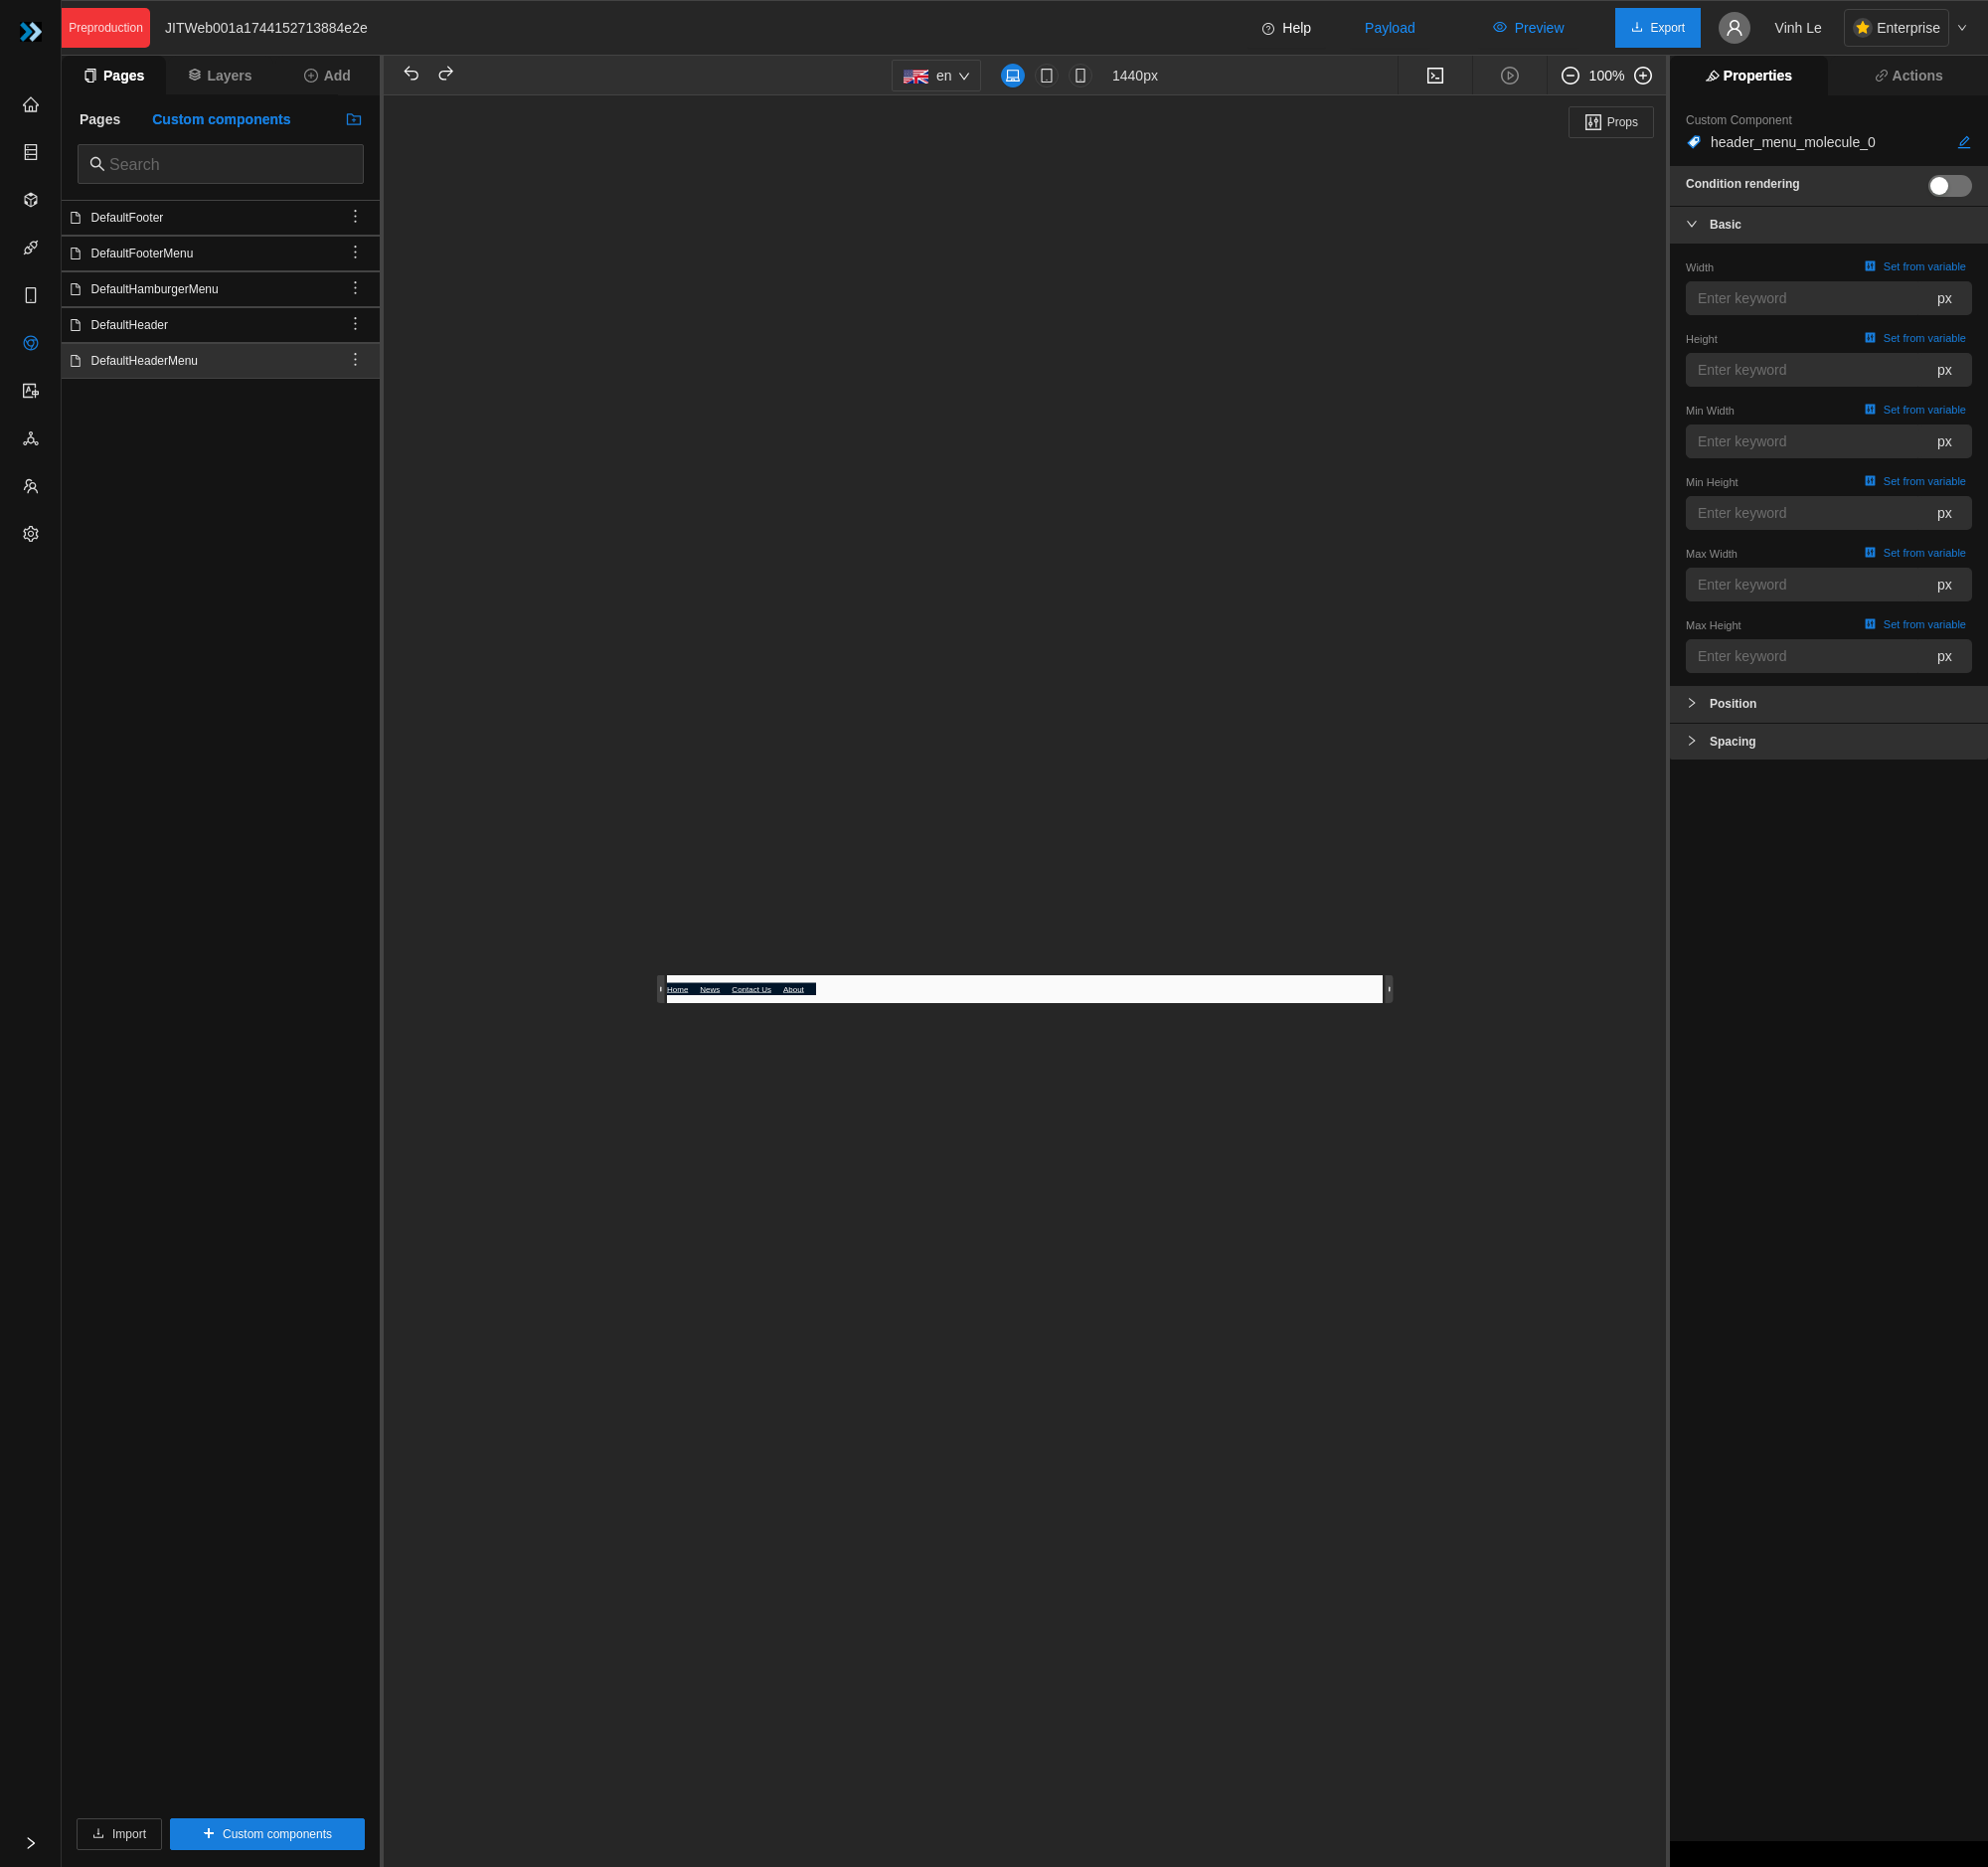 Preproduction JITWeb001a1744152713884e2e Help Payload Preview Export Vinh Le Enterprise
Pages Layers Add en 1440px 100% Properties Actions
Pages Custom components
Props
Search
DefaultFooter
DefaultFooterMenu
DefaultHamburgerMenu
DefaultHeader
DefaultHeaderMenu
Home News Contact Us About
Import Custom components
Custom Component
header_menu_molecule_0
Condition rendering
Basic
Width Set from variable
Enter keyword px
Height Set from variable
Enter keyword px
Min Width Set from variable
Enter keyword px
Min Height Set from variable
Enter keyword px
Max Width Set from variable
Enter keyword px
Max Height Set from variable
Enter keyword px
Position
Spacing